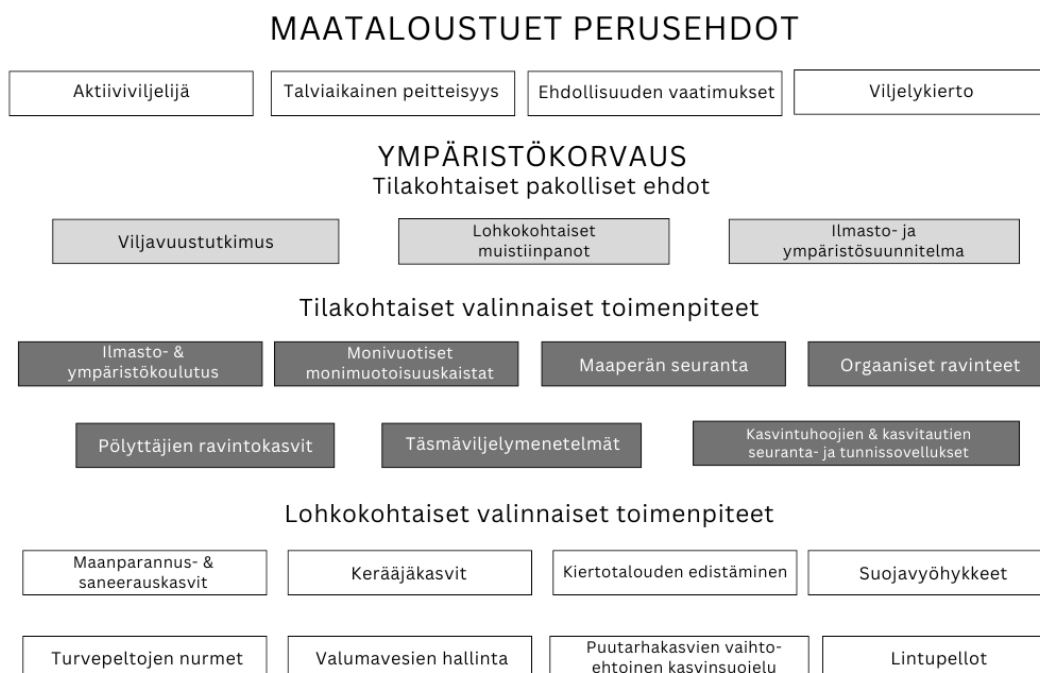 MAATALOUSTUET PERUSEHDOT
Aktiiviviljelijä
Talviaikainen peitteisyys
Ehdollisuuden vaatimukset
Viljelykierto
YMPÄRISTÖKORVAUS
Tilakohtaiset pakolliset ehdot
Viljavuustutkimus
Lohkokohtaiset
muistiinpanot
Ilmasto- ja
ympäristösuunnitelma
Tilakohtaiset valinnaiset toimenpiteet
Ilmasto- &
ympäristökoulutus
Monivuotiset
monimuotoisuuskaistat
Maaperän seuranta
Orgaaniset ravinteet
Pölyttäjien ravintokasvit
Täsmäviljelymenetelmät
Kasvintuhoojien & kasvitautien
seuranta- ja tunnissovellukset
Lohkokohtaiset valinnaiset toimenpiteet
Maanparannus- &
saneerauskasvit
Kerääjäkasvit
Kiertotalouden edistäminen
Suojavyöhykkeet
Turvepeltojen nurmet
Valumavesien hallinta
Puutarhakasvien vaihto-
ehtoinen kasvinsuojelu
Lintupellot